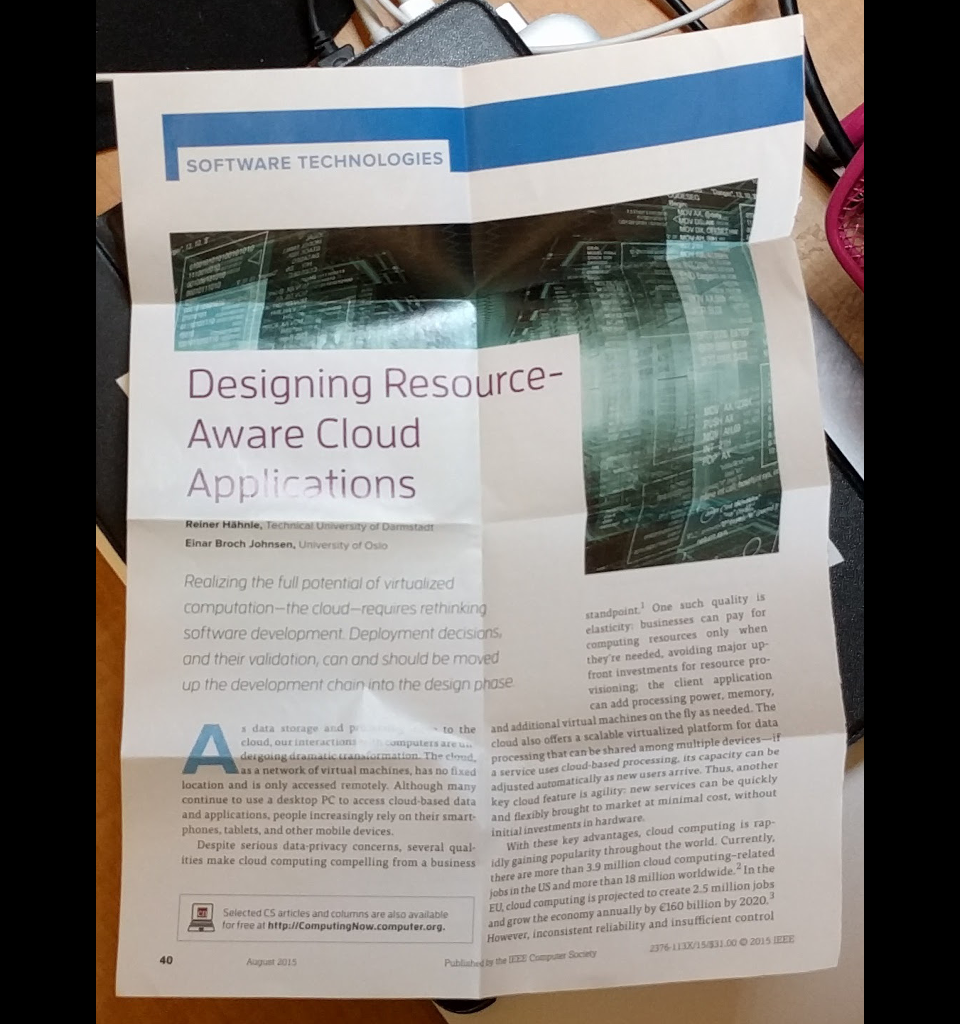 SOFTWARE TECHNOLOGIES
Designing Resource-
Aware Cloud
Applications
Reiner Hähnle, Technical University of Darmstadt
Einar Broch Johnsen, University of Oslo
Realizing the full potential of virtualized
computation—the cloud—requires rethinking
software development. Deployment decisions,
and their validation, can and should be moved
up the development chain into the design phase.
As data storage and to the
cloud, our interactions computers are un-
dergoing dramatic transformation. The cloud,
as a network of virtual machines, has no fixed
location and is only accessed remotely. Although many
continue to use a desktop PC to access cloud-based data
and applications, people increasingly rely on their smart-
phones, tablets, and other mobile devices.
Despite serious data-privacy concerns, several qual-
ities make cloud computing compelling from a business
standpoint.1 One such quality is
elasticity: businesses can pay for
computing resources only when
they're needed, avoiding major up-
front investments for resource pro-
visioning; the client application
can add processing power, memory,
and additional virtual machines on the fly as needed. The
cloud also offers a scalable virtualized platform for data
processing that can be shared among multiple devices—if
a service uses cloud-based processing, its capacity can be
adjusted automatically as new users arrive. Thus, another
key cloud feature is agility: new services can be quickly
and flexibly brought to market at minimal cost, without
initial investments in hardware.
With these key advantages, cloud computing is rap-
idly gaining popularity throughout the world. Currently,
there are more than 3.9 million cloud computing–related
jobs in the US and more than 18 million worldwide.2 In the
EU, cloud computing is projected to create 2.5 million jobs
and grow the economy annually by €160 billion by 2020.3
However, inconsistent reliability and insufficient control
Selected CS articles and columns are also available
for free at http://ComputingNow.computer.org.
40
August 2015
Published by the IEEE Computer Society
2376-113X/15/$31.00 © 2015 IEEE